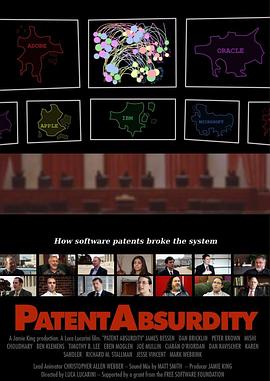 ADOBE
ORACLE
APPLE
IBM
MICROSOFT
How software patents broke the system
PATENTABSURDITY
A Jamie King production: a Luca Lucarini film. "PATENT ABSURDITY" JAMES BESSEN DAN BRICKLIN PETER BROWN MISHI
CHOUDHARY BEN KLEMENS TIMOTHY B. LEE EBEN MOGLEN JOE MULLIN CIARÁN O'RIORDAN DAN RAVICHER KAREN
SANDLER RICHARD M. STALLMAN JESSE VINCENT MARK WEBBINK
Lead Animator CHRISTOPHER ALLEN WEBBER — Sound Mix by MATT SMITH — Producer JAMIE KING
Directed by LUCA LUCARINI — Supported by a grant from the FREE SOFTWARE FOUNDATION